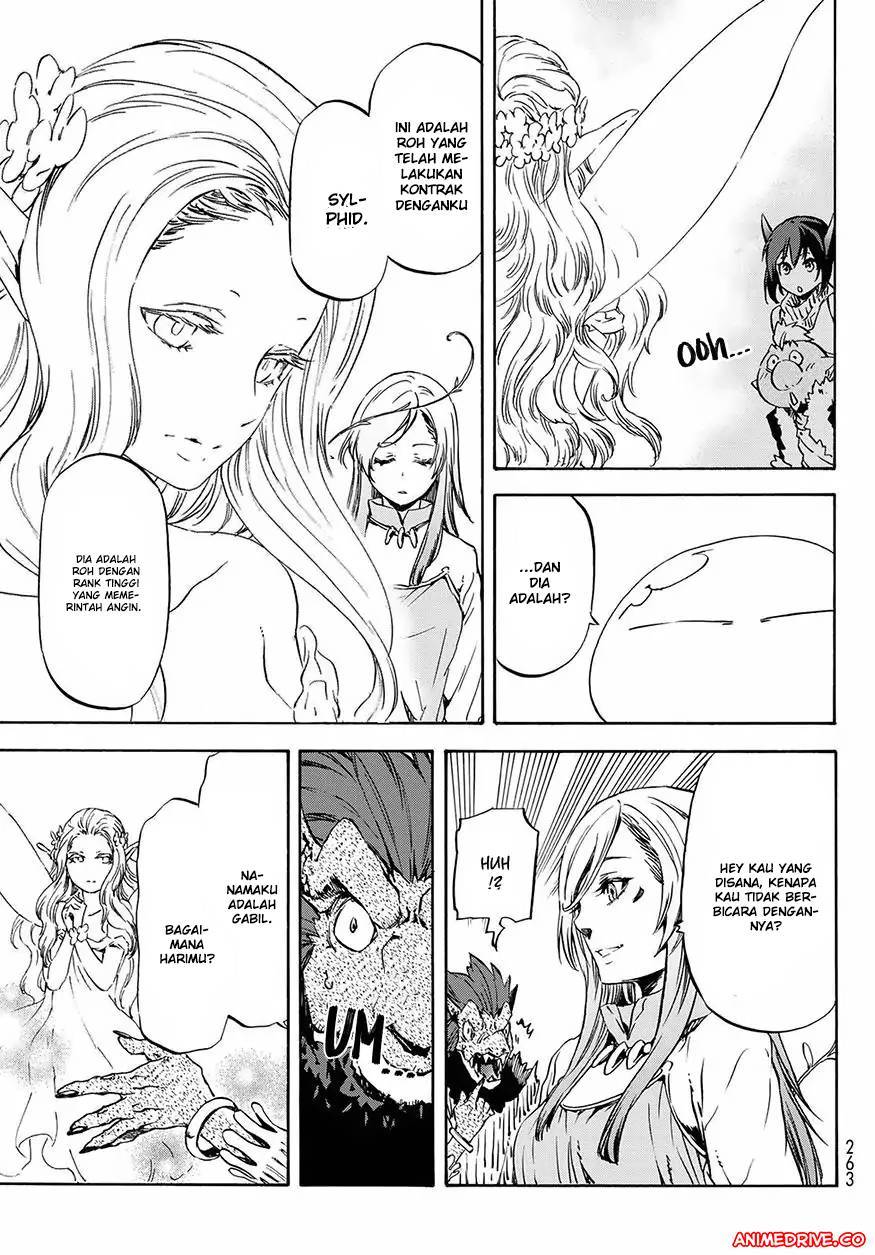 Ooh...
...DAN
DIA
ADALAH?
INI ADALAH
ROH YANG
TELAH ME-
LAKUKAN
KONTRAK
DENGANKU
SYL-
PHID.
DIA ADALAH
ROH DENGAN
RANK TINGGI
YANG MEME-
RINTAH ANGIN.
HEY KAU YANG
DISANA, KENAPA
KAU TIDAK BER-
BICARA DENGAN-
NYA?
HUH
!?
UM
NA-
NAMAKU
ADALAH
GABIL.
BAGAI-
MANA
HARIMU?
263
ANIMEDRIVE.CO